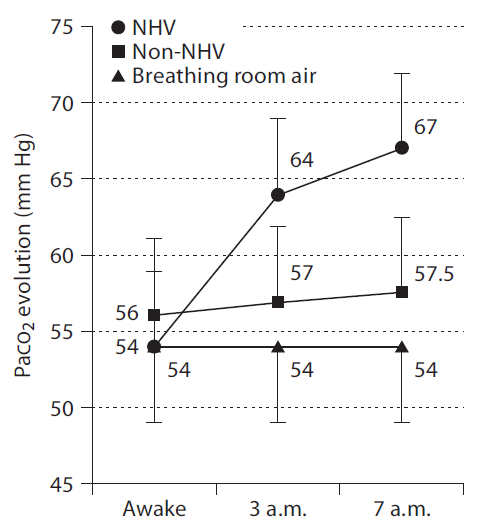 75
NHV
Non-NHV
Breathing room air
70
67
64
65
60
57
57.5
56
55
54
54
54
54
50
45
Awake
3 a.m.
7 a.m.
PaCO₂ evolution (mm Hg)